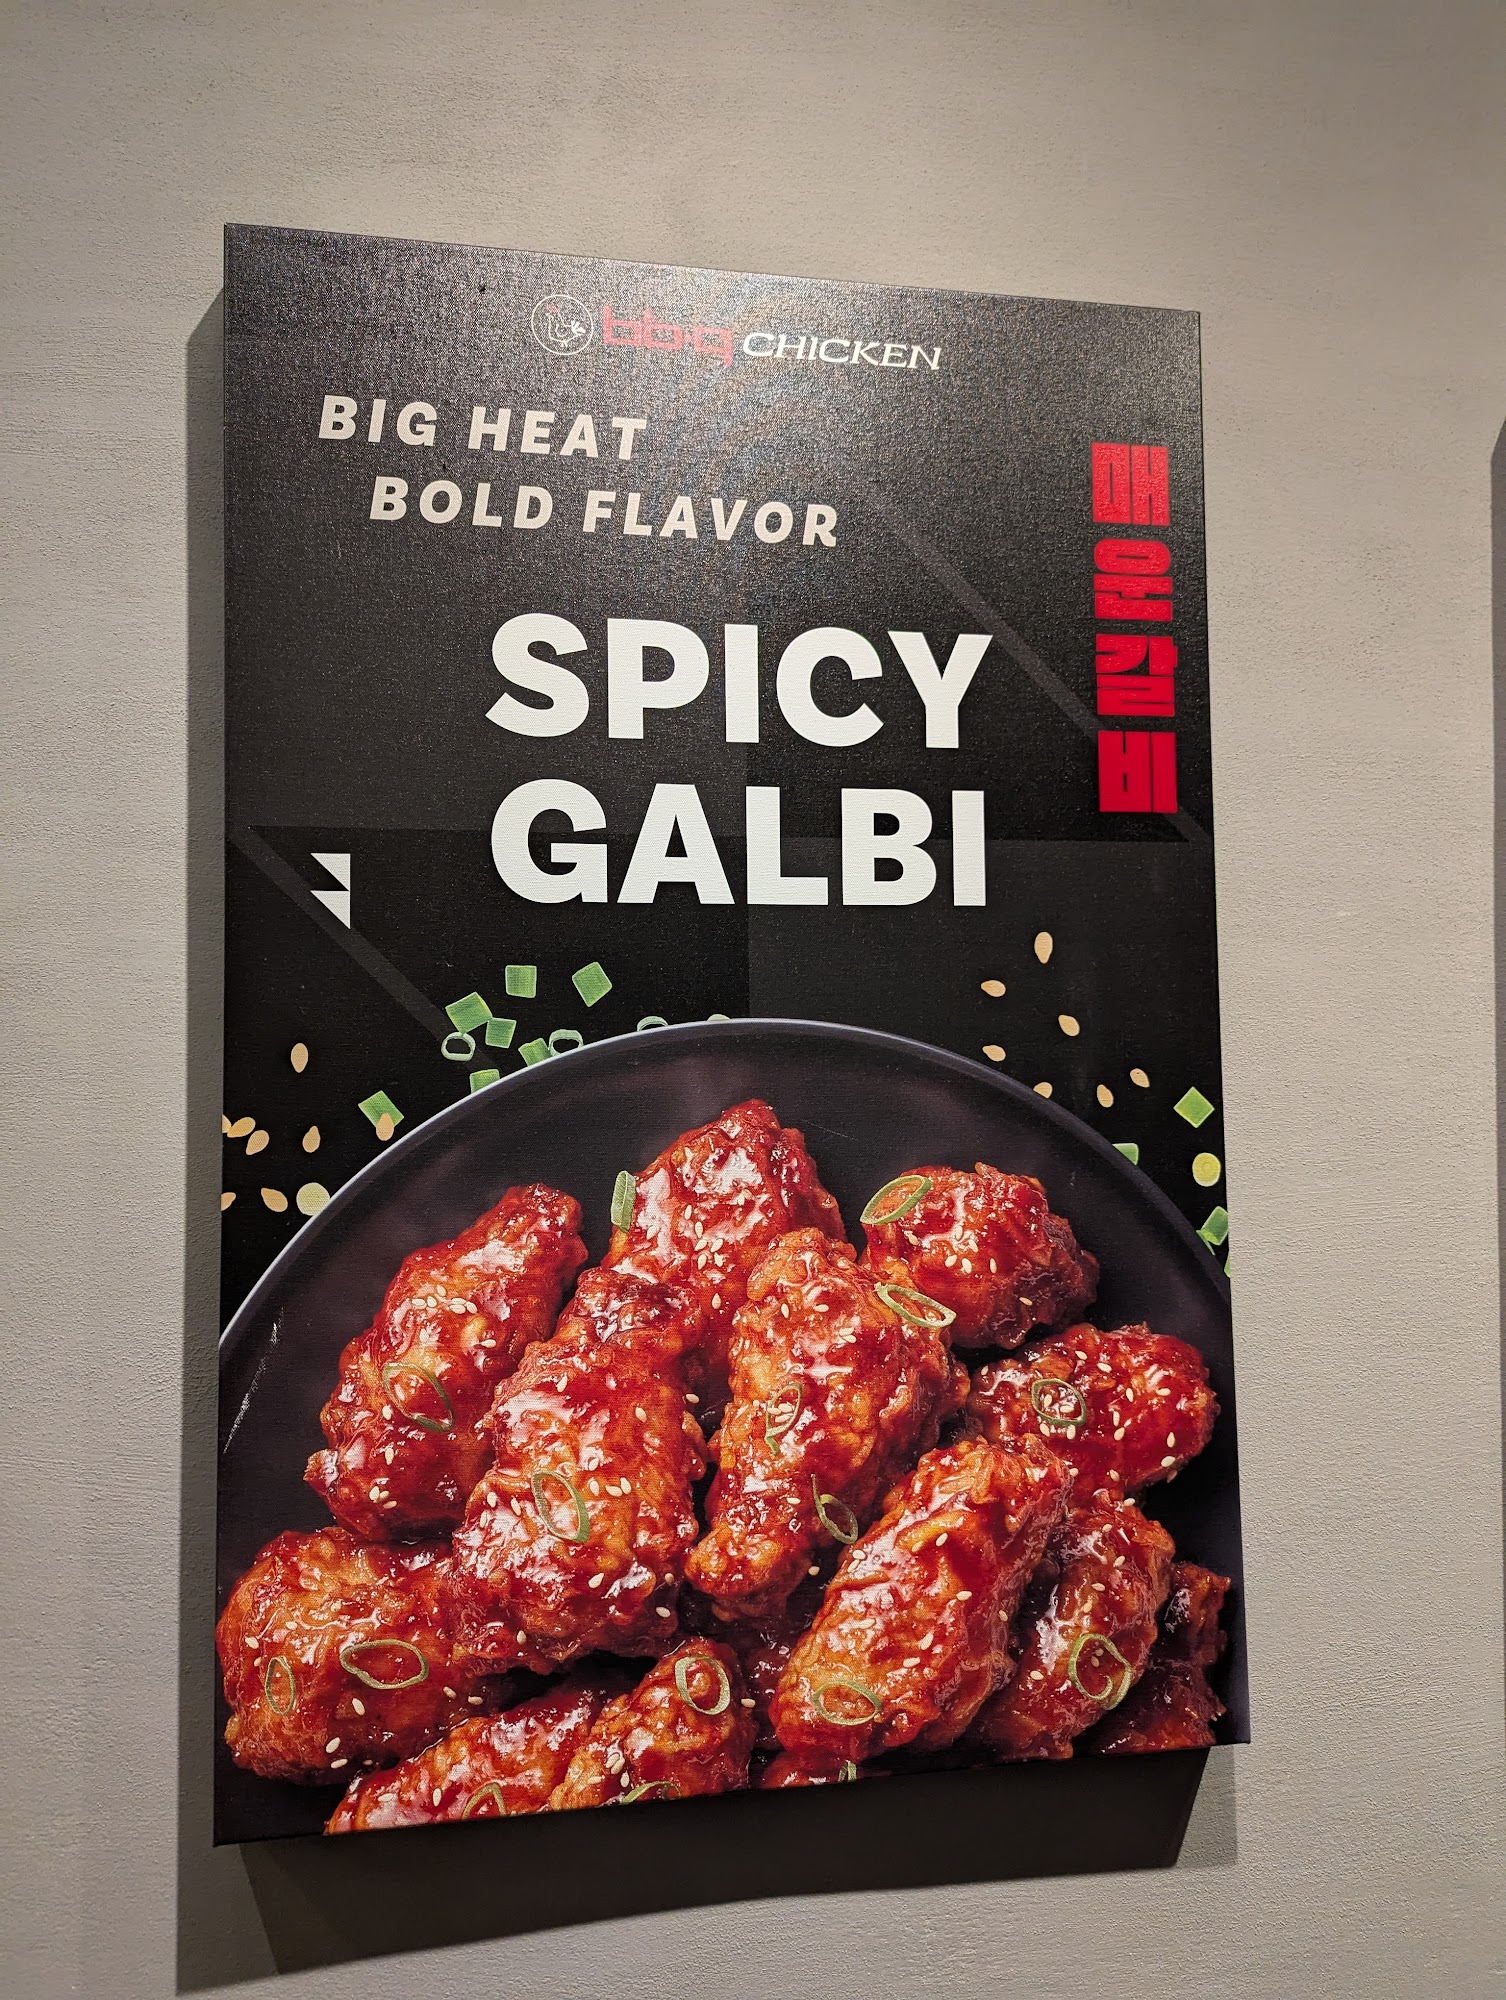 bb.q CHICKEN
BIG HEAT
BOLD FLAVOR
SPICY
GALBI
매운갈비